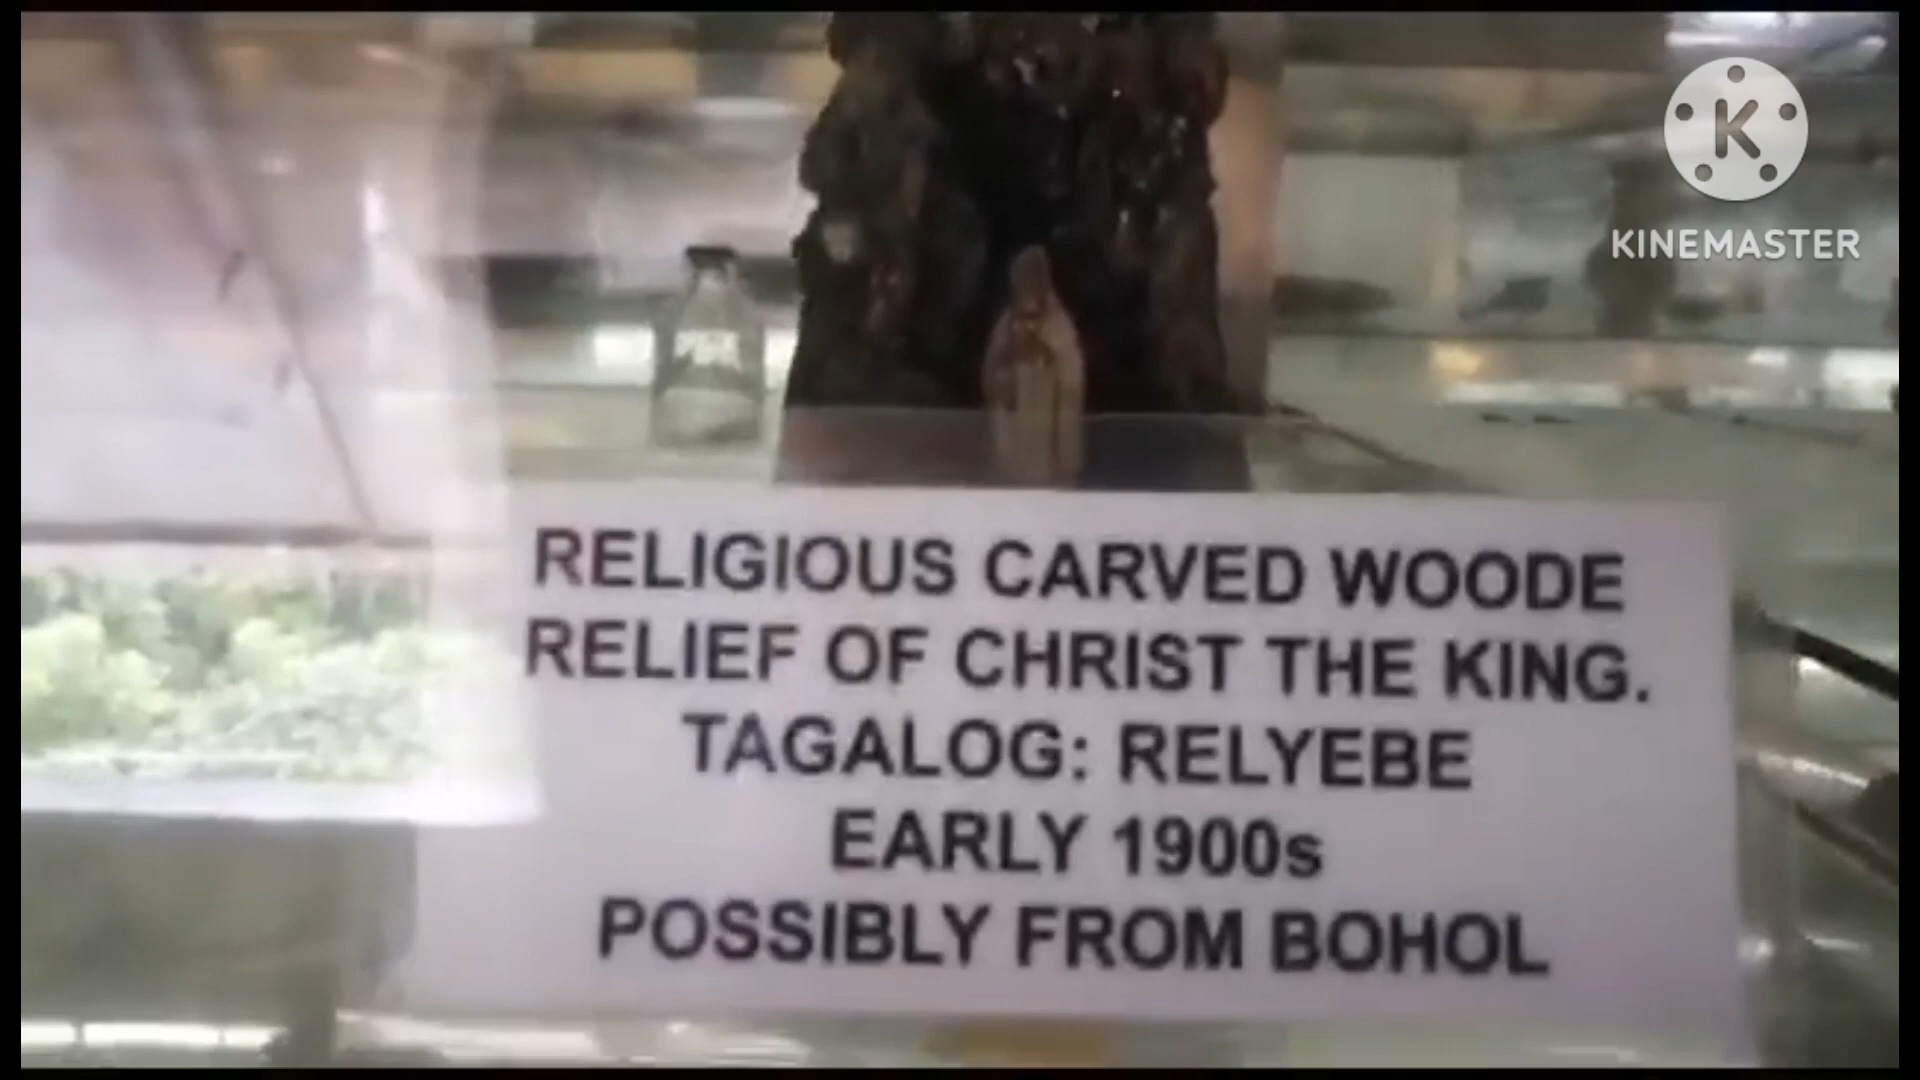 K
KINEMASTER
RELIGIOUS CARVED WOODE
RELIEF OF CHRIST THE KING.
TAGALOG: RELYEBE
EARLY 1900s
POSSIBLY FROM BOHOL